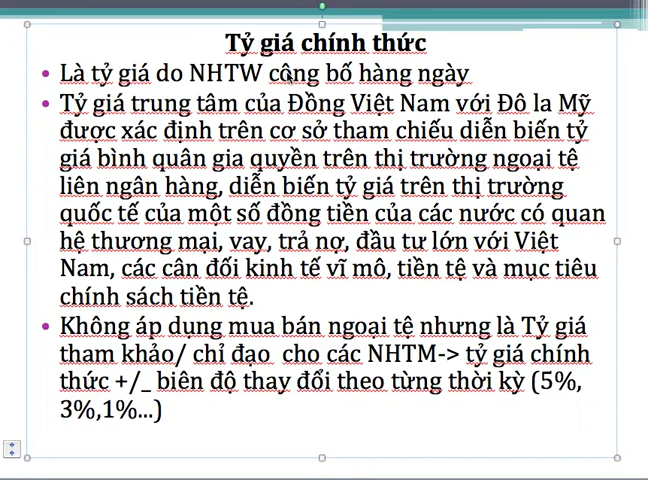 Tỷ giá chính thức
• Là tỷ giá do NHTW công bố hàng ngày
• Tỷ giá trung tâm của Đồng Việt Nam với Đô la Mỹ
được xác định trên cơ sở tham chiếu diễn biến tỷ
giá bình quân gia quyền trên thị trường ngoại tệ
liên ngân hàng, diễn biến tỷ giá trên thị trường
quốc tế của một số đồng tiền của các nước có quan
hệ thương mại, vay, trả nợ, đầu tư lớn với Việt
Nam, các cân đối kinh tế vĩ mô, tiền tệ và mục tiêu
chính sách tiền tệ.
• Không áp dụng mua bán ngoại tệ nhưng là Tỷ giá
tham khảo/ chỉ đạo cho các NHTM-> tỷ giá chính
thức +/_ biên độ thay đổi theo từng thời kỳ (5%,
3%,1%...)